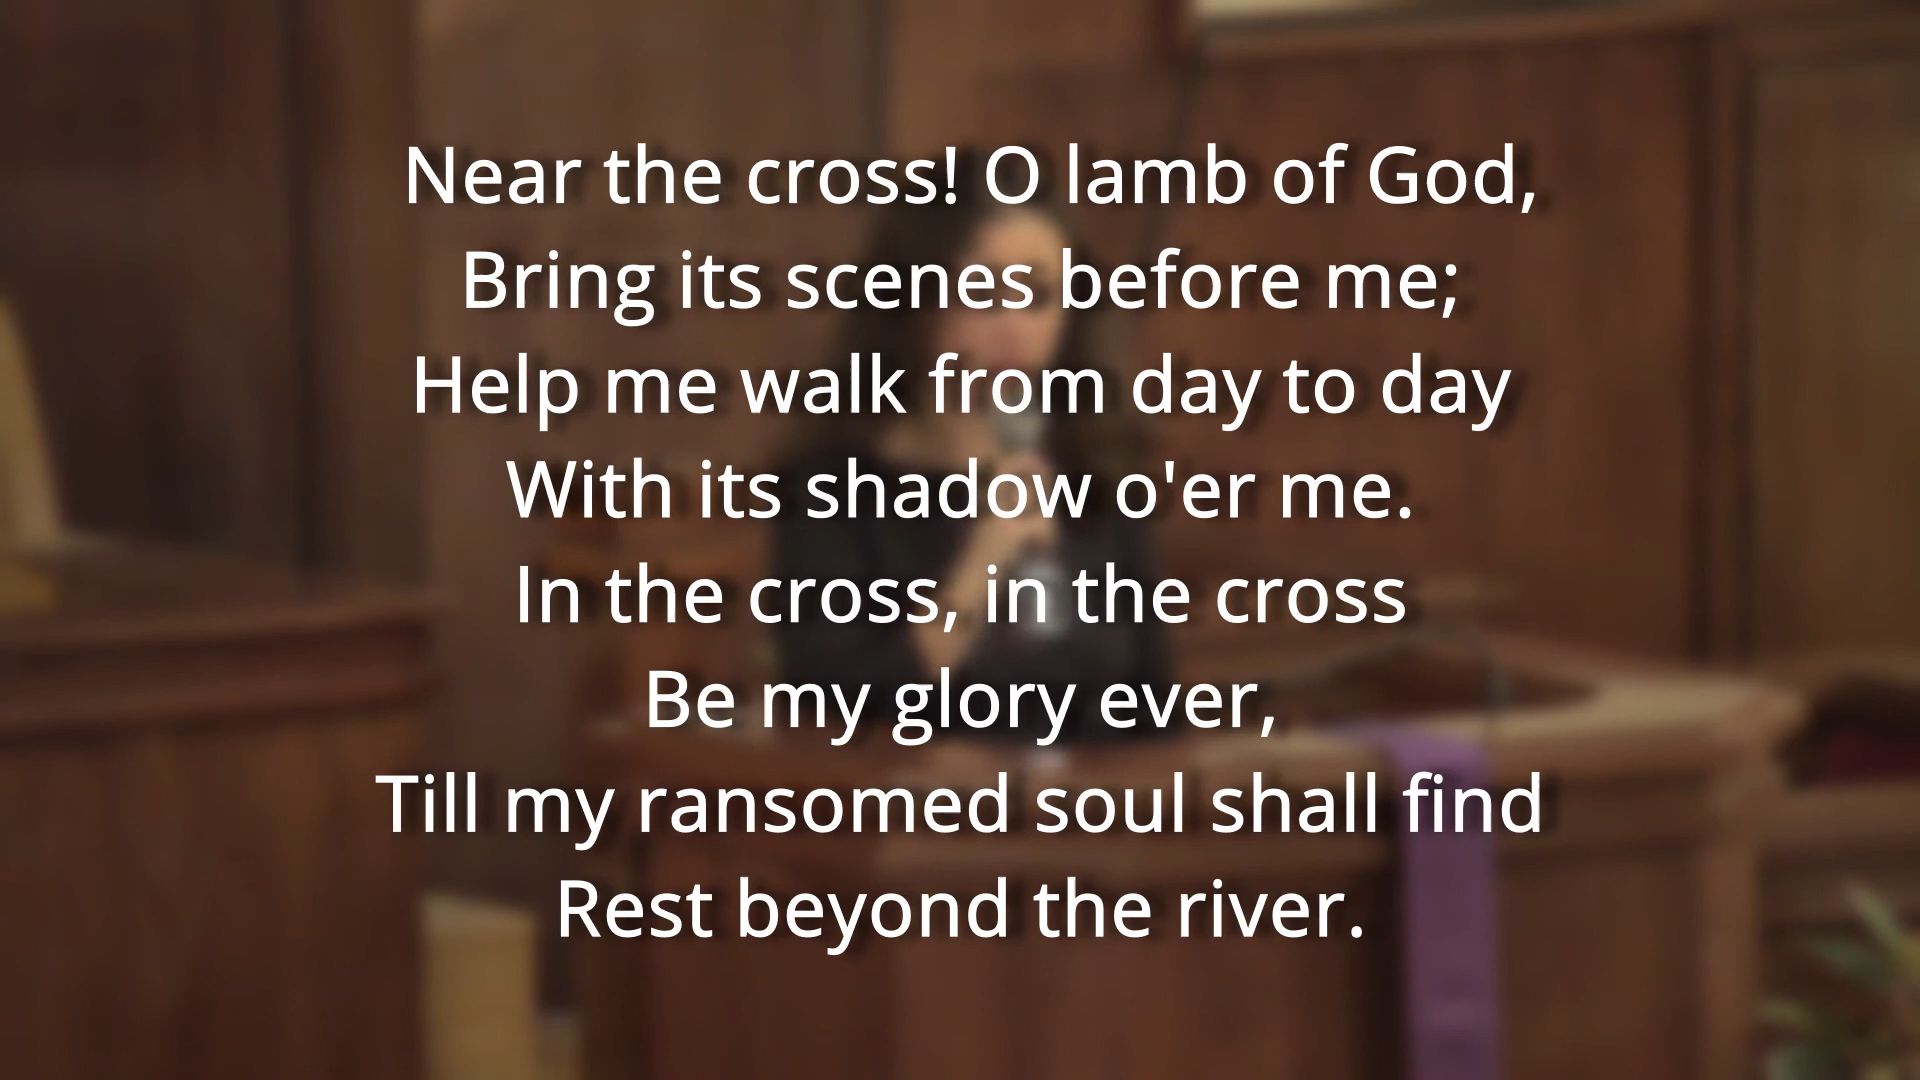 Near the cross! O lamb of God,
Bring its scenes before me;
Help me walk from day to day
With its shadow o'er me.
In the cross, in the cross
Be my glory ever,
Till my ransomed soul shall find
Rest beyond the river.